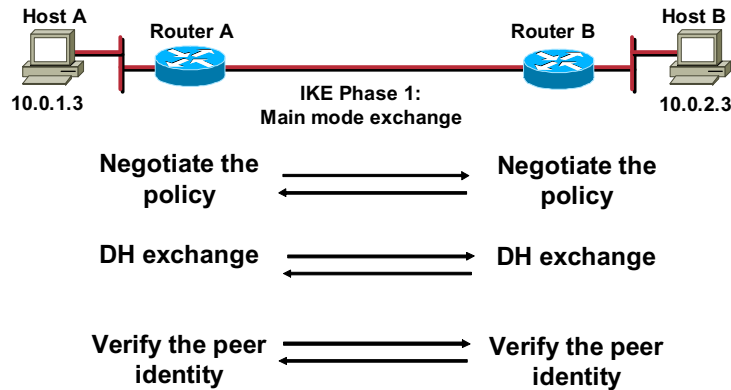 Host A
Router A
Router B
Host B
10.0.1.3
10.0.2.3
IKE Phase 1:
Main mode exchange
Negotiate the
policy
Negotiate the
policy
DH exchange
DH exchange
Verify the peer
identity
Verify the peer
identity